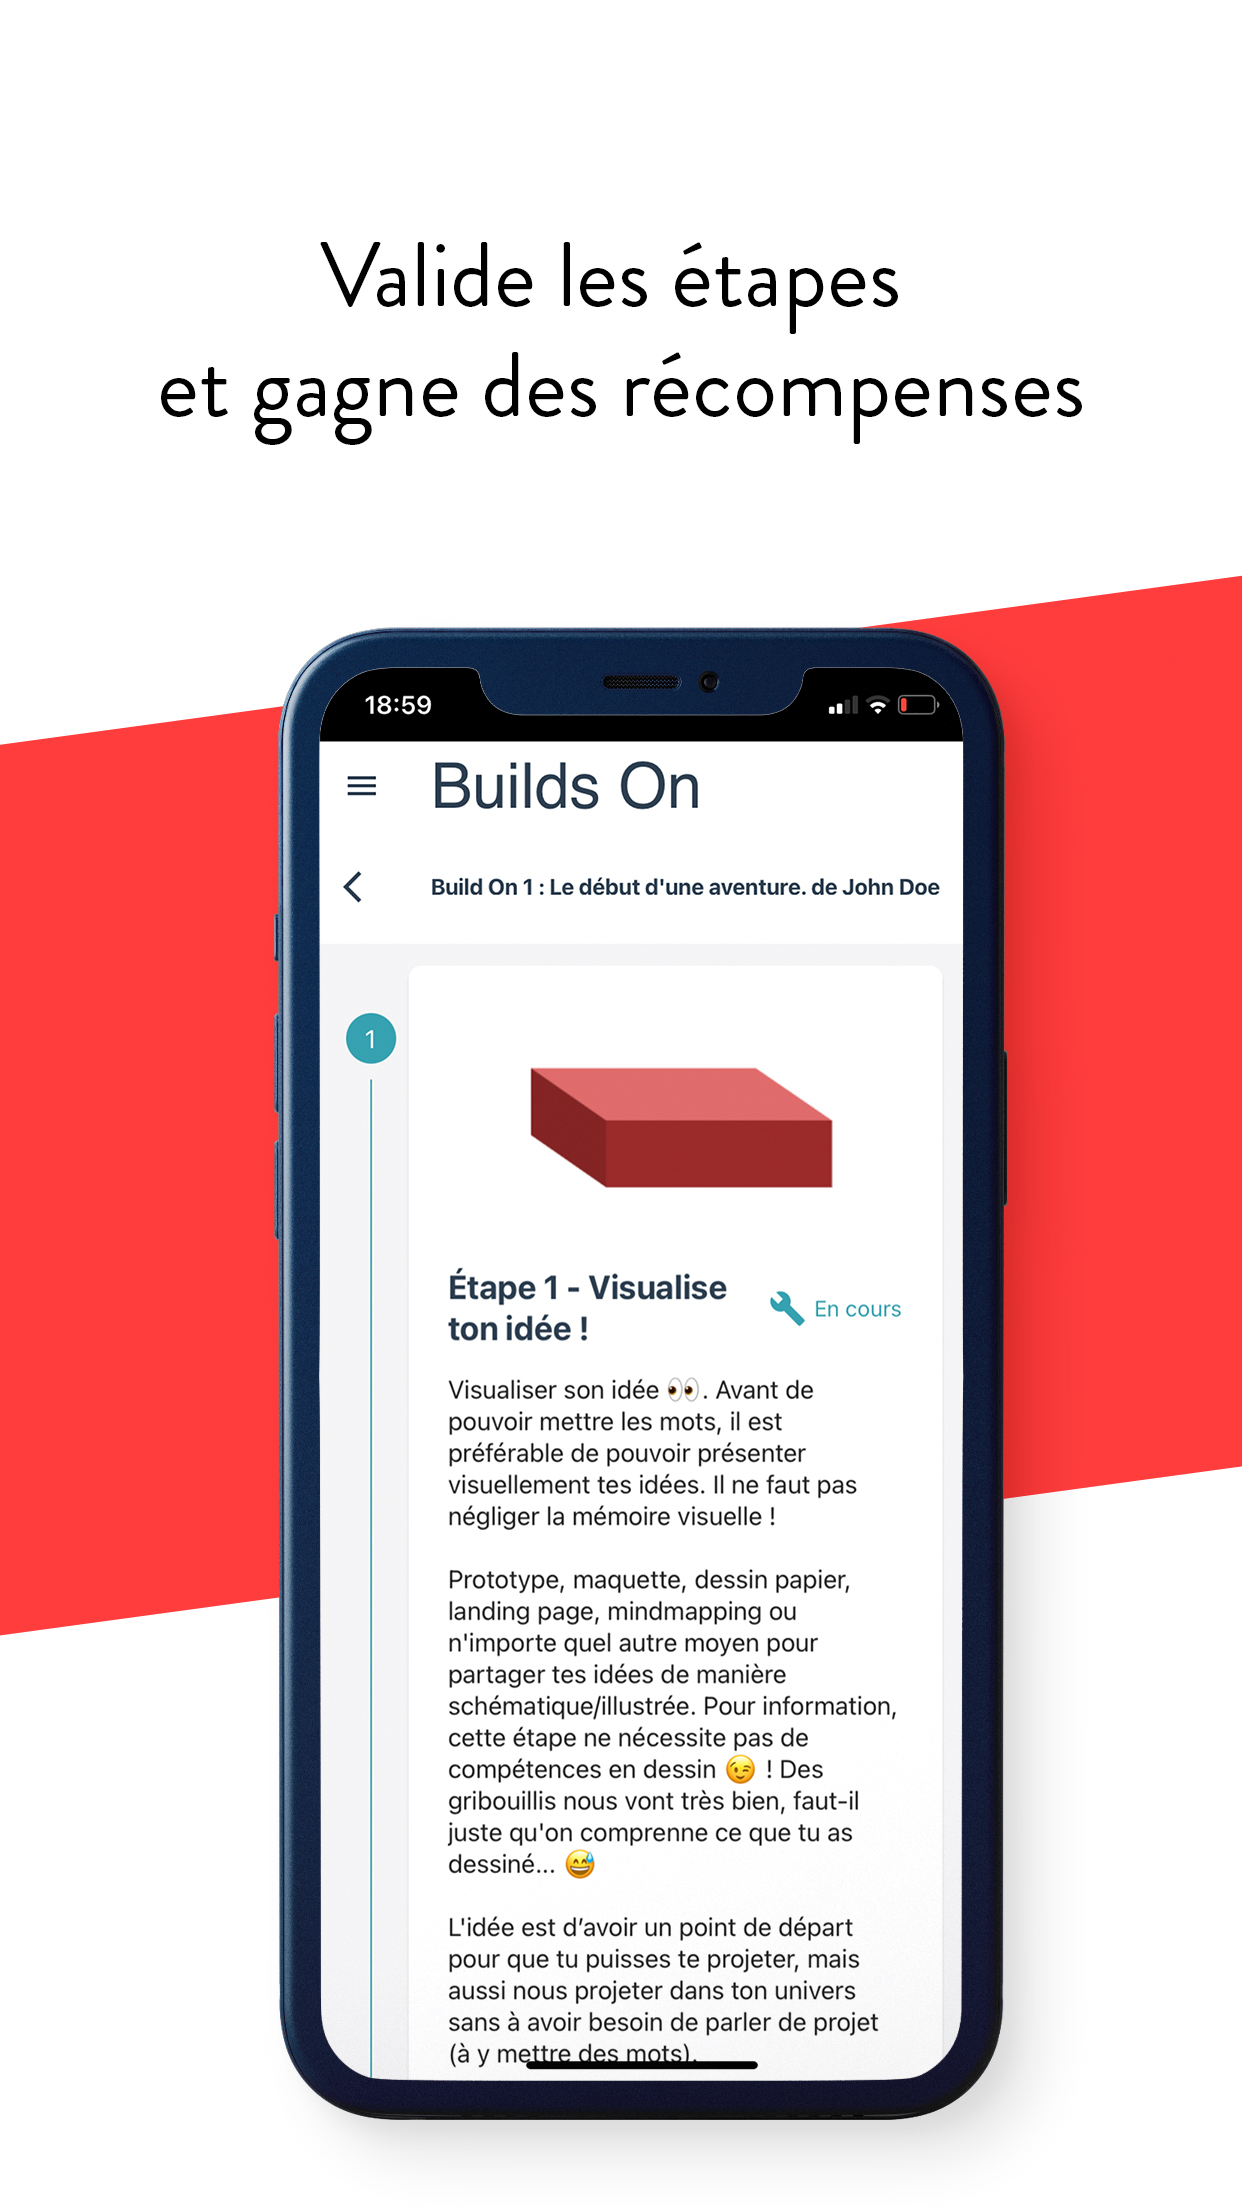 Valide les étapes
et gagne des récompenses
18:59
Builds On
Build On 1 : Le début d'une aventure. de John Doe
1
Étape 1 - Visualise
ton idée !
En cours
Visualiser son idée 👀. Avant de
pouvoir mettre les mots, il est
préférable de pouvoir présenter
visuellement tes idées. Il ne faut pas
négliger la mémoire visuelle !
Prototype, maquette, dessin papier,
landing page, mindmapping ou
n'importe quel autre moyen pour
partager tes idées de manière
schématique/illustrée. Pour information,
cette étape ne nécessite pas de
compétences en dessin 😉 ! Des
gribouillis nous vont très bien, faut-il
juste qu'on comprenne ce que tu as
dessiné... 😅
L'idée est d’avoir un point de départ
pour que tu puisses te projeter, mais
aussi nous projeter dans ton univers
sans à avoir besoin de parler de projet
(à y mettre des mots).